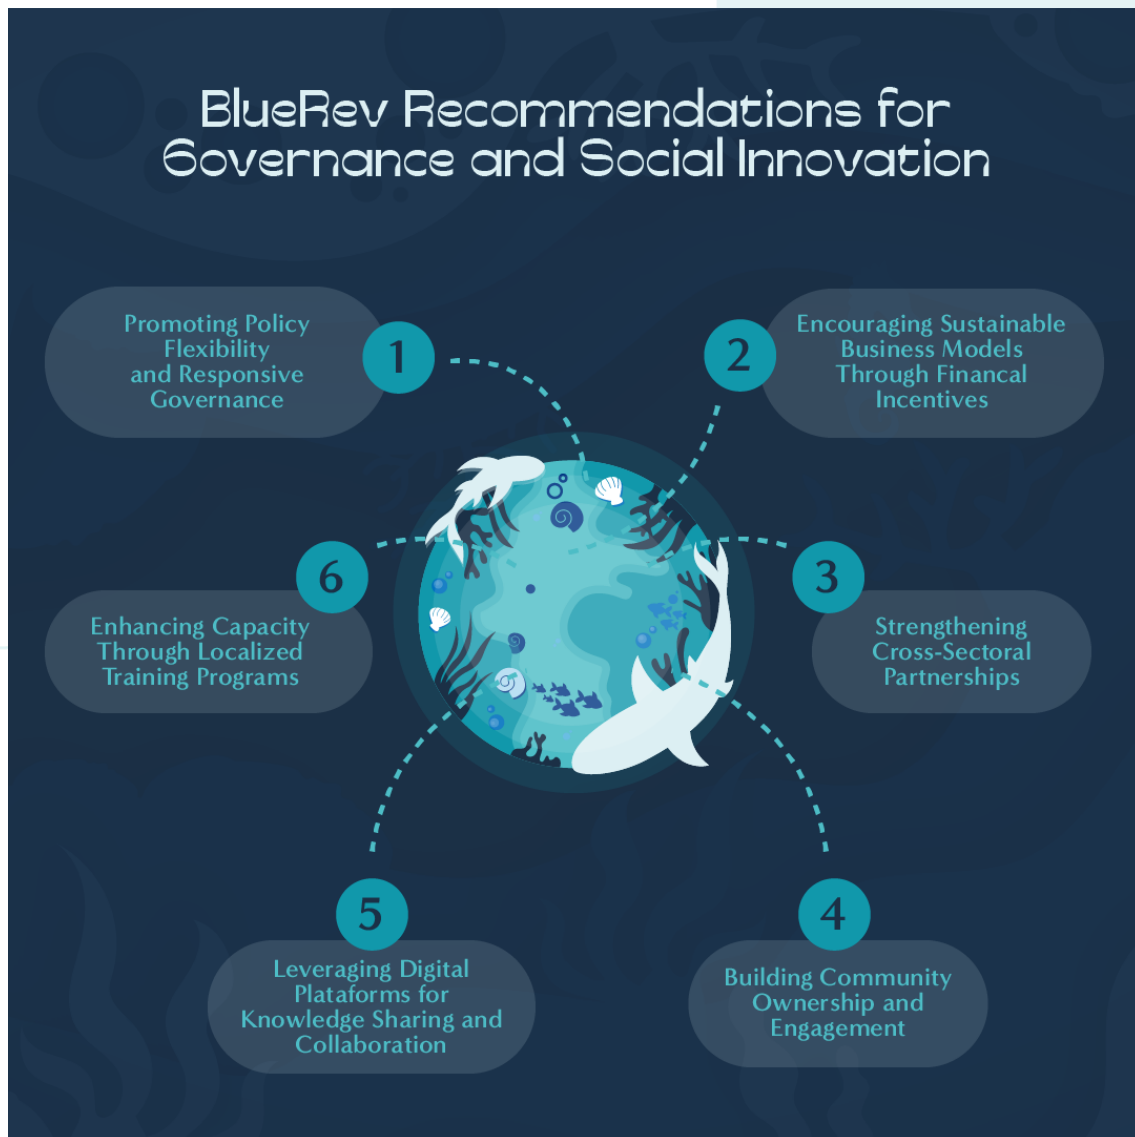 BlueRev Recommendations for
Governance and Social Innovation
1
Promoting Policy
Flexibility
and Responsive
Governance
2
Encouraging Sustainable
Business Models
Through Financal
Incentives
3
Strengthening
Cross-Sectoral
Partnerships
4
Building Community
Ownership and
Engagement
5
Leveraging Digital
Plataforms for
Knowledge Sharing and
Collaboration
6
Enhancing Capacity
Through Localized
Training Programs